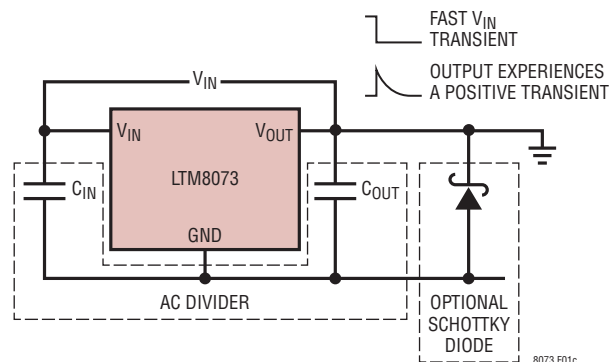 FAST VIN
TRANSIENT
OUTPUT EXPERIENCES
A POSITIVE TRANSIENT
VIN
VIN
VOUT
LTM8073
CIN
COUT
GND
AC DIVIDER
OPTIONAL
SCHOTTKY
DIODE
8073 F01c